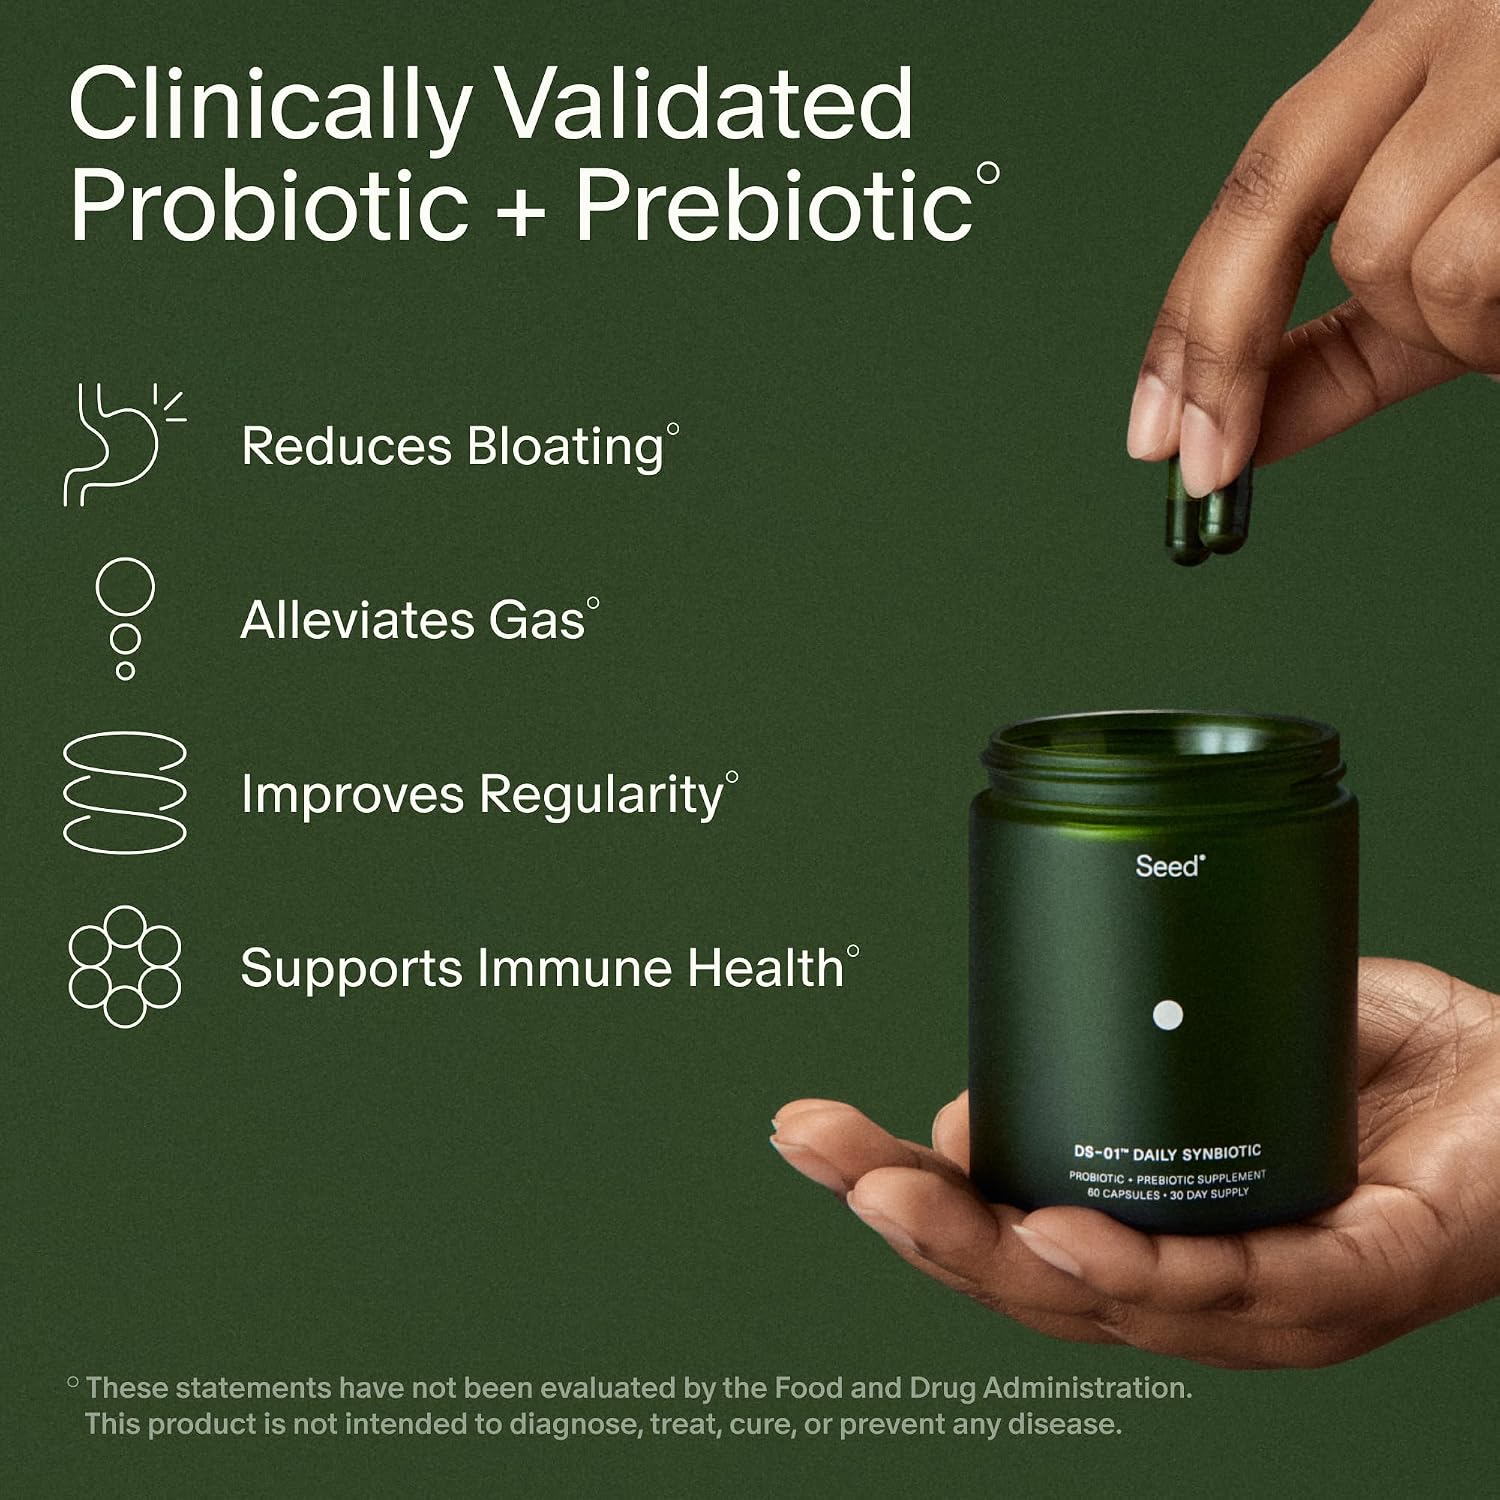 Clinically Validated
Probiotic + Prebiotic°
Reduces Bloating°
Alleviates Gas°
Improves Regularity°
Supports Immune Health°
Seed•
DS-01™ DAILY SYNBIOTIC
PROBIOTIC + PREBIOTIC SUPPLEMENT
60 CAPSULES • 30 DAY SUPPLY
° These statements have not been evaluated by the Food and Drug Administration.
This product is not intended to diagnose, treat, cure, or prevent any disease.